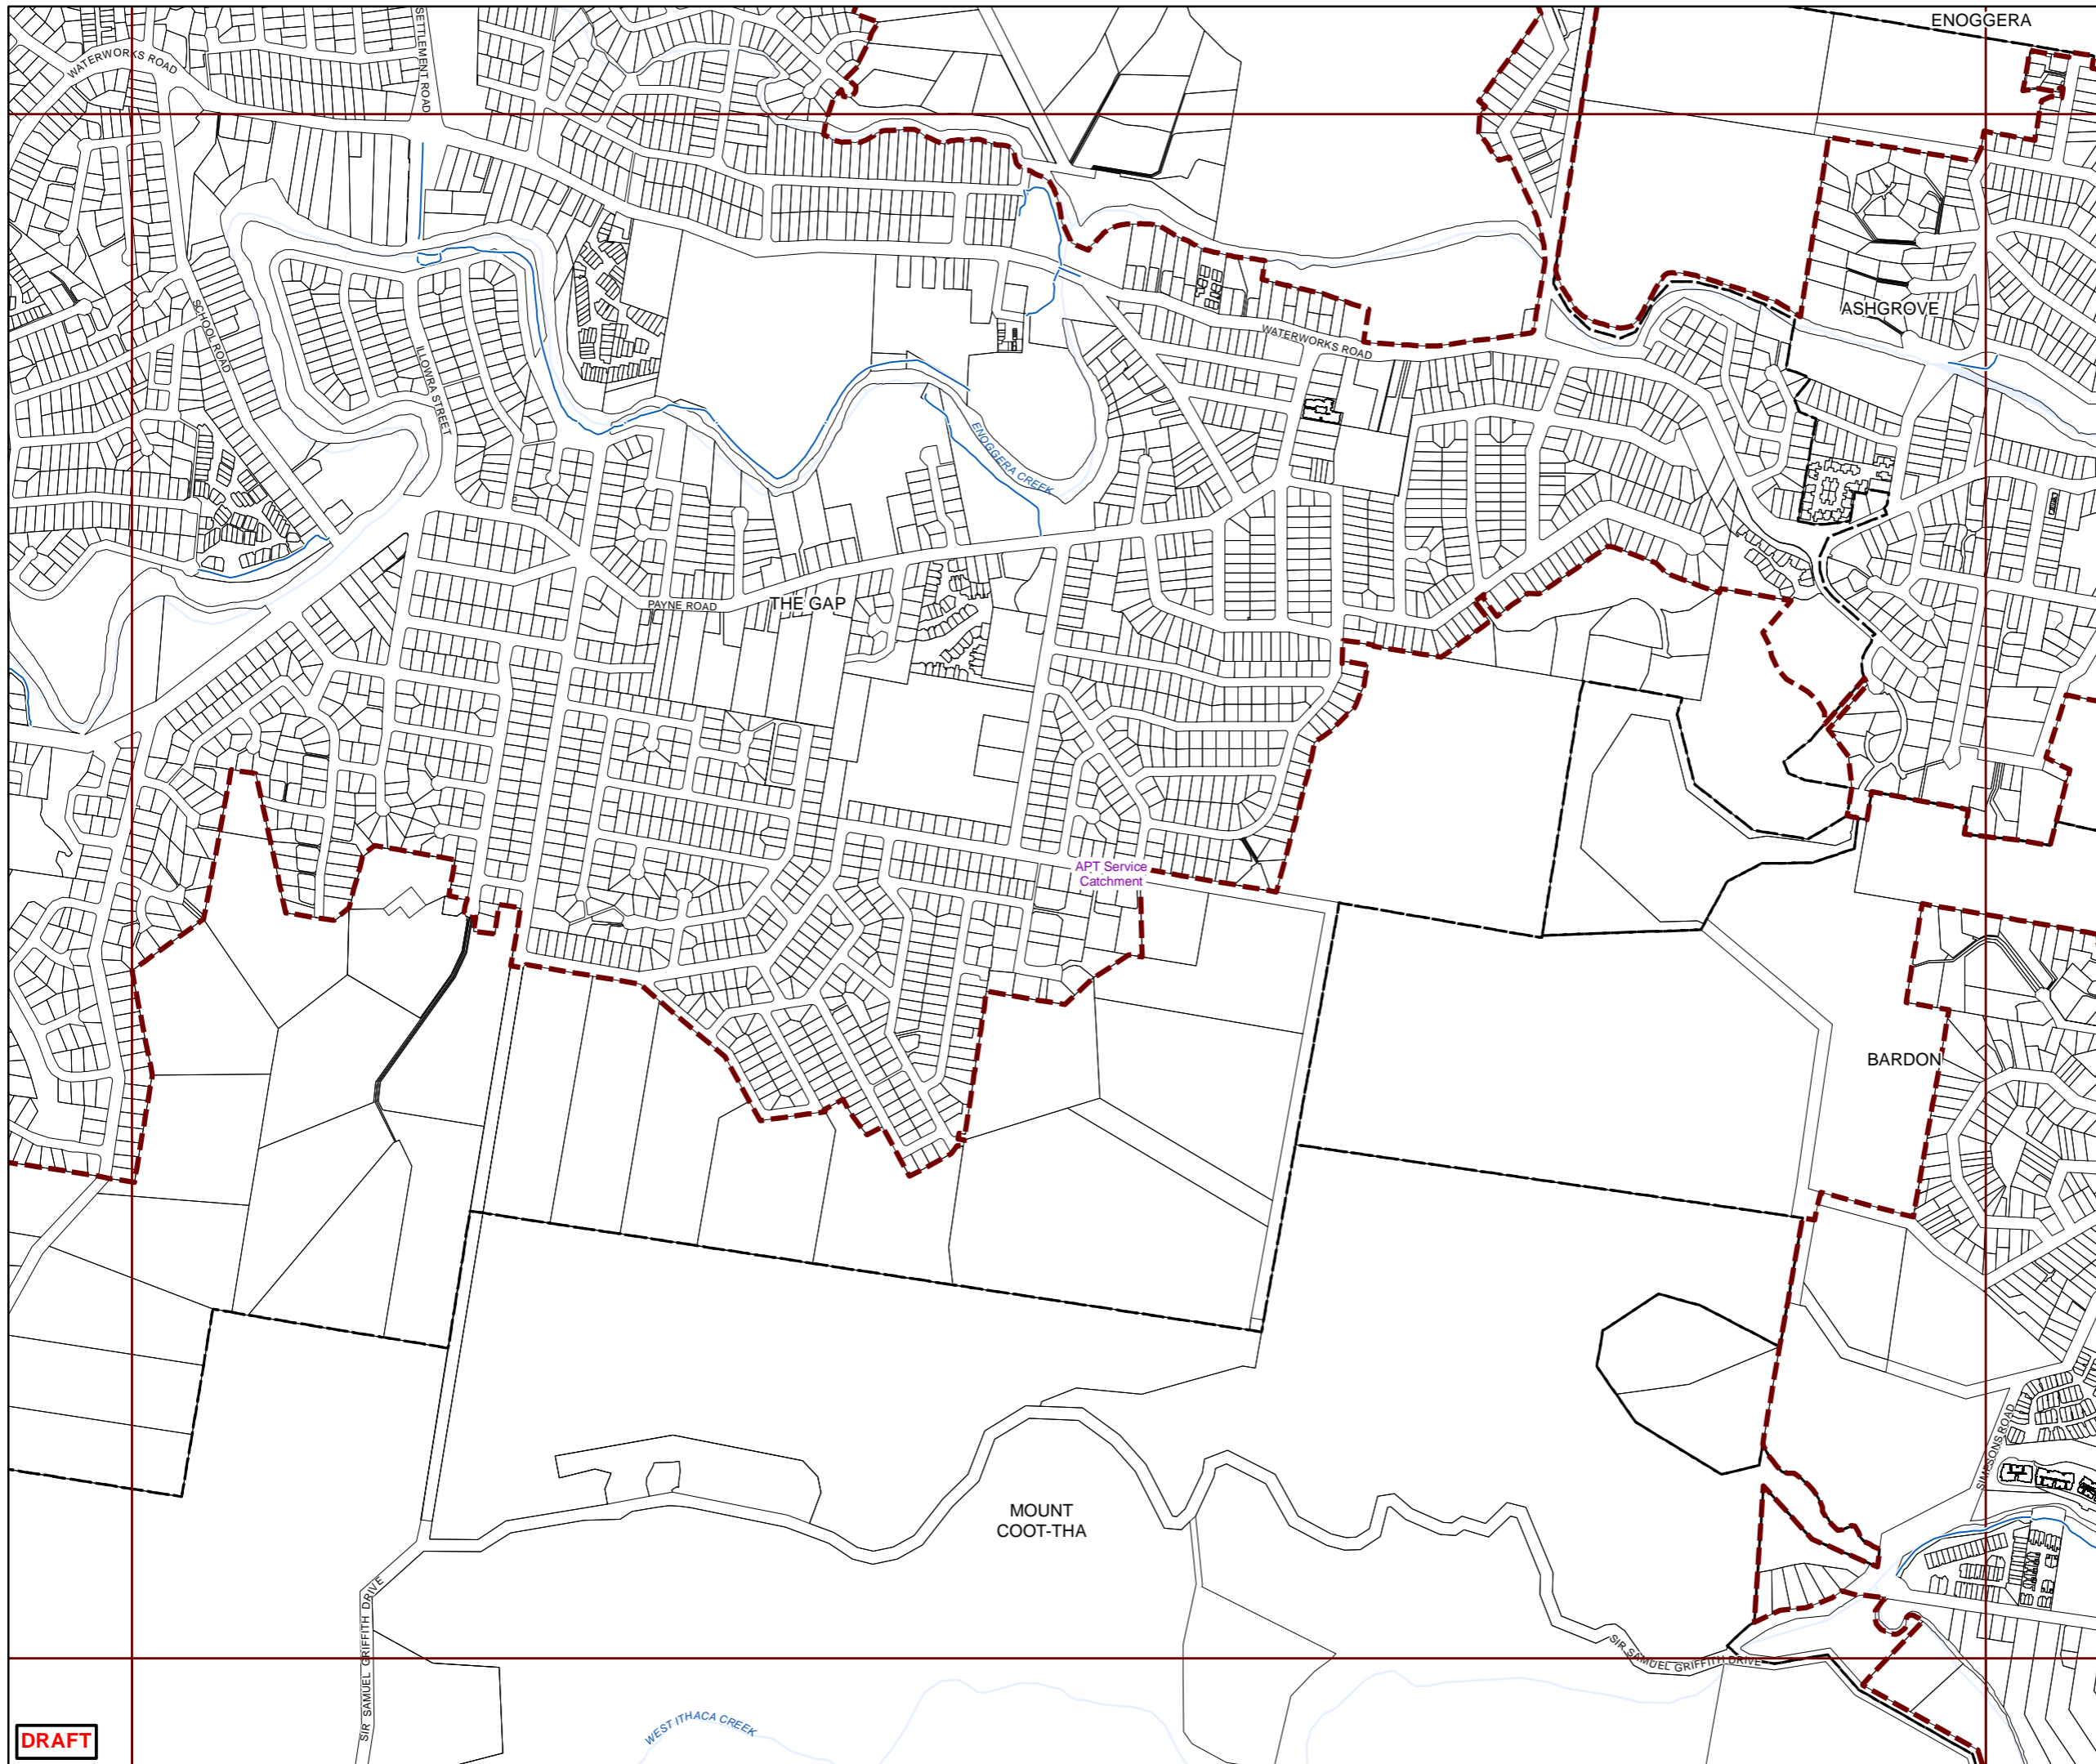 ENOGGERA
SETTLEMENT ROAD
WATERWORKS ROAD
ASHGROVE
SCHOOL ROAD
WATERWORKS ROAD
ILLOWRA STREET
ENOGGERA CREEK
PAYNE ROAD
THE GAP
APT Service
Catchment
BARDON
SIMPSONS ROAD
MOUNT
COOT-THA
SIR SAMUEL GRIFFITH DRIVE
SIR SAMUEL GRIFFITH DRIVE
WEST ITHACA CREEK
DRAFT